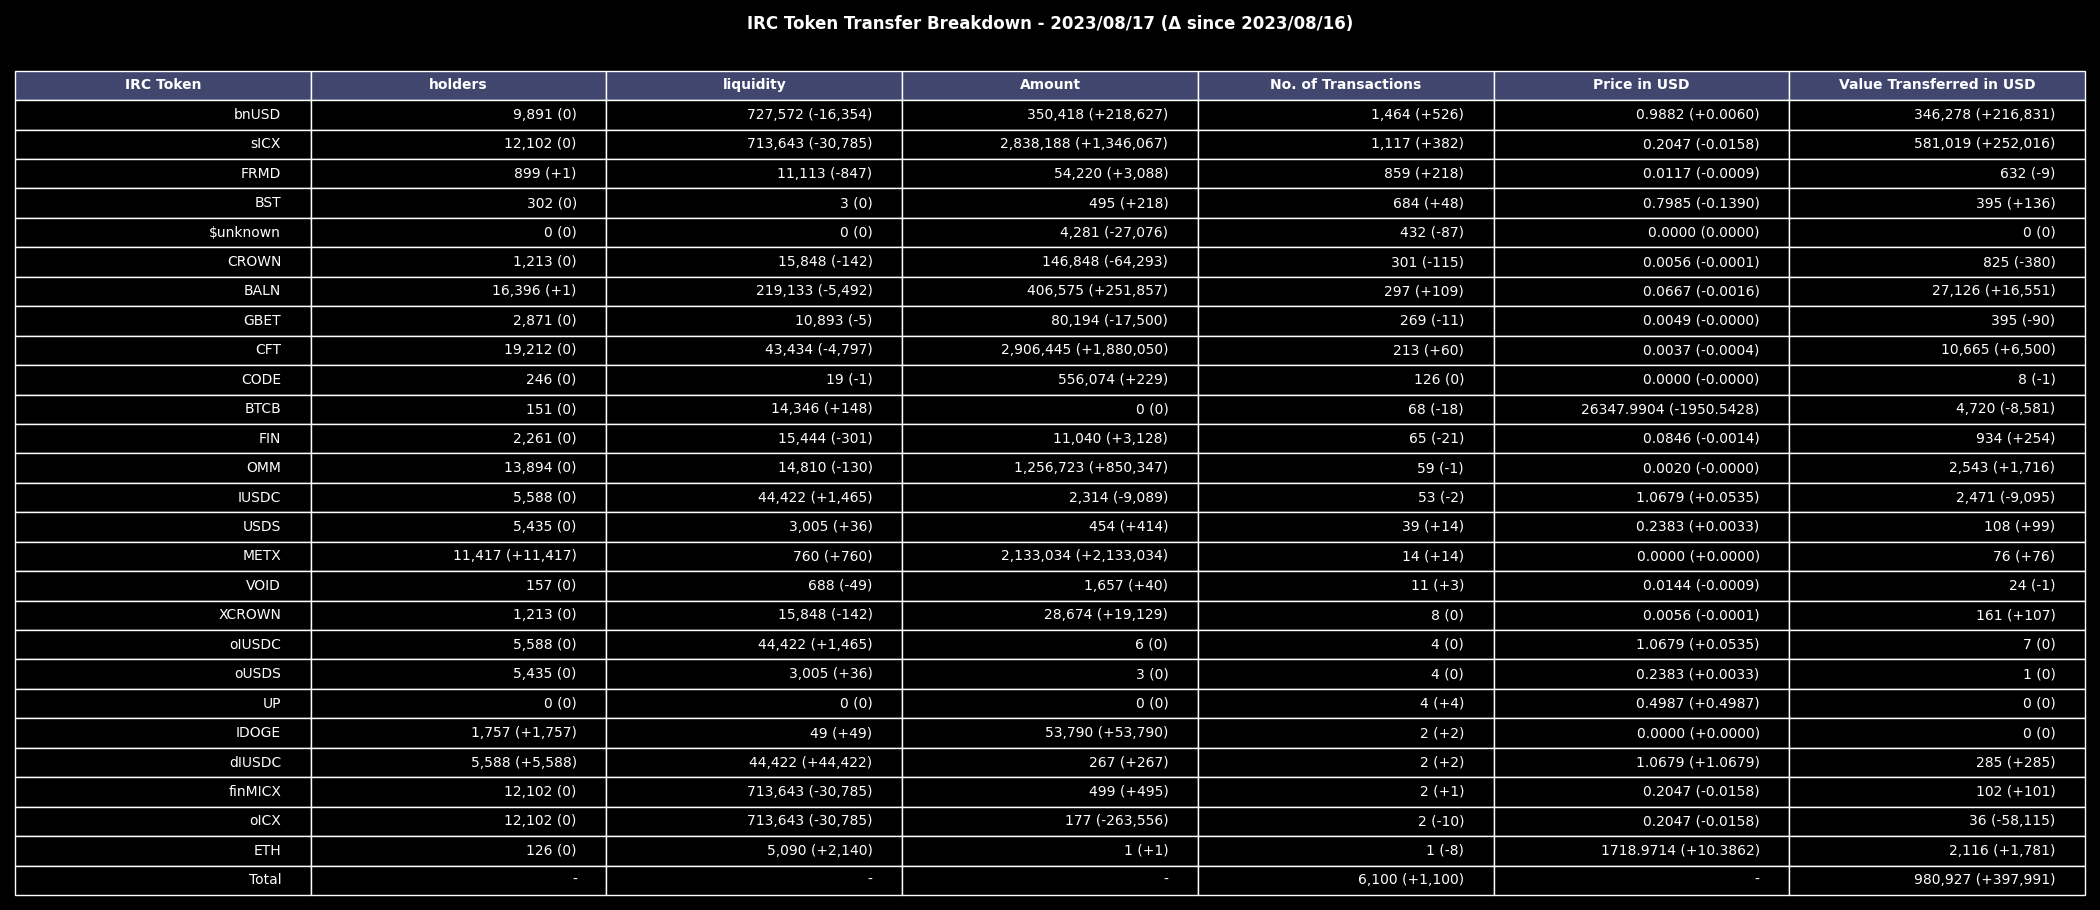 IRC Token Transfer Breakdown - 2023/08/17 (Δ since 2023/08/16)
IRC Token holders liquidity Amount No. of Transactions Price in USD Value Transferred in USD
bnUSD 9,891 (0) 727,572 (-16,354) 350,418 (+218,627) 1,464 (+526) 0.9882 (+0.0060) 346,278 (+216,831)
sICX 12,102 (0) 713,643 (-30,785) 2,838,188 (+1,346,067) 1,117 (+382) 0.2047 (-0.0158) 581,019 (+252,016)
FRMD 899 (+1) 11,113 (-847) 54,220 (+3,088) 859 (+218) 0.0117 (-0.0009) 632 (-9)
BST 302 (0) 3 (0) 495 (+218) 684 (+48) 0.7985 (-0.1390) 395 (+136)
$unknown 0 (0) 0 (0) 4,281 (-27,076) 432 (-87) 0.0000 (0.0000) 0 (0)
CROWN 1,213 (0) 15,848 (-142) 146,848 (-64,293) 301 (-115) 0.0056 (-0.0001) 825 (-380)
BALN 16,396 (+1) 219,133 (-5,492) 406,575 (+251,857) 297 (+109) 0.0667 (-0.0016) 27,126 (+16,551)
GBET 2,871 (0) 10,893 (-5) 80,194 (-17,500) 269 (-11) 0.0049 (-0.0000) 395 (-90)
CFT 19,212 (0) 43,434 (-4,797) 2,906,445 (+1,880,050) 213 (+60) 0.0037 (-0.0004) 10,665 (+6,500)
CODE 246 (0) 19 (-1) 556,074 (+229) 126 (0) 0.0000 (-0.0000) 8 (-1)
BTCB 151 (0) 14,346 (+148) 0 (0) 68 (-18) 26347.9904 (-1950.5428) 4,720 (-8,581)
FIN 2,261 (0) 15,444 (-301) 11,040 (+3,128) 65 (-21) 0.0846 (-0.0014) 934 (+254)
OMM 13,894 (0) 14,810 (-130) 1,256,723 (+850,347) 59 (-1) 0.0020 (-0.0000) 2,543 (+1,716)
IUSDC 5,588 (0) 44,422 (+1,465) 2,314 (-9,089) 53 (-2) 1.0679 (+0.0535) 2,471 (-9,095)
USDS 5,435 (0) 3,005 (+36) 454 (+414) 39 (+14) 0.2383 (+0.0033) 108 (+99)
METX 11,417 (+11,417) 760 (+760) 2,133,034 (+2,133,034) 14 (+14) 0.0000 (+0.0000) 76 (+76)
VOID 157 (0) 688 (-49) 1,657 (+40) 11 (+3) 0.0144 (-0.0009) 24 (-1)
XCROWN 1,213 (0) 15,848 (-142) 28,674 (+19,129) 8 (0) 0.0056 (-0.0001) 161 (+107)
oIUSDC 5,588 (0) 44,422 (+1,465) 6 (0) 4 (0) 1.0679 (+0.0535) 7 (0)
oUSDS 5,435 (0) 3,005 (+36) 3 (0) 4 (0) 0.2383 (+0.0033) 1 (0)
UP 0 (0) 0 (0) 0 (0) 4 (+4) 0.4987 (+0.4987) 0 (0)
IDOGE 1,757 (+1,757) 49 (+49) 53,790 (+53,790) 2 (+2) 0.0000 (+0.0000) 0 (0)
dIUSDC 5,588 (+5,588) 44,422 (+44,422) 267 (+267) 2 (+2) 1.0679 (+1.0679) 285 (+285)
finMICX 12,102 (0) 713,643 (-30,785) 499 (+495) 2 (+1) 0.2047 (-0.0158) 102 (+101)
oICX 12,102 (0) 713,643 (-30,785) 177 (-263,556) 2 (-10) 0.2047 (-0.0158) 36 (-58,115)
ETH 126 (0) 5,090 (+2,140) 1 (+1) 1 (-8) 1718.9714 (+10.3862) 2,116 (+1,781)
Total - - - 6,100 (+1,100) - 980,927 (+397,991)